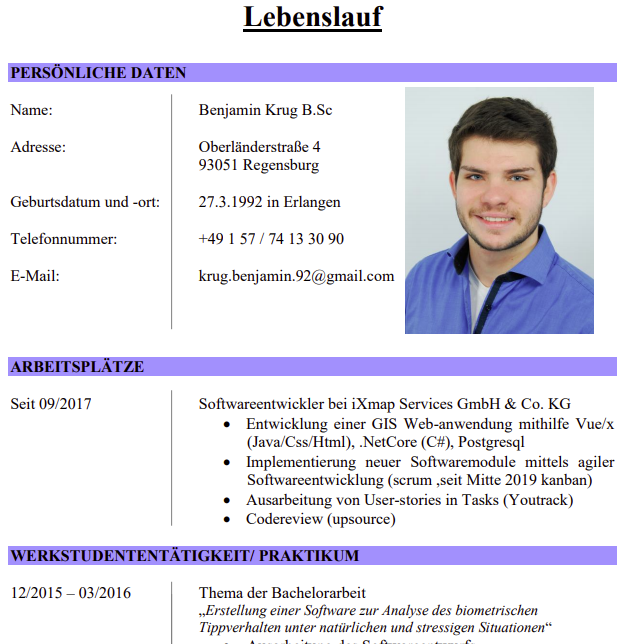 Lebenslauf
PERSÖNLICHE DATEN
Name: Benjamin Krug B.Sc
Adresse: Oberländerstraße 4
93051 Regensburg
Geburtsdatum und -ort: 27.3.1992 in Erlangen
Telefonnummer: +49 1 57 / 74 13 30 90
E-Mail: krug.benjamin.92@gmail.com
ARBEITSPLÄTZE
Seit 09/2017 Softwareentwickler bei iXmap Services GmbH & Co. KG
• Entwicklung einer GIS Web-anwendung mithilfe Vue/x
(Java/Css/Html), .NetCore (C#), Postgresql
• Implementierung neuer Softwaremodule mittels agiler
Softwareentwicklung (scrum ,seit Mitte 2019 kanban)
• Ausarbeitung von User-stories in Tasks (Youtrack)
• Codereview (upsource)
WERKSTUDENTENTÄTIGKEIT/ PRAKTIKUM
12/2015 – 03/2016 Thema der Bachelorarbeit
„Erstellung einer Software zur Analyse des biometrischen
Tippverhalten unter natürlichen und stressigen Situationen“